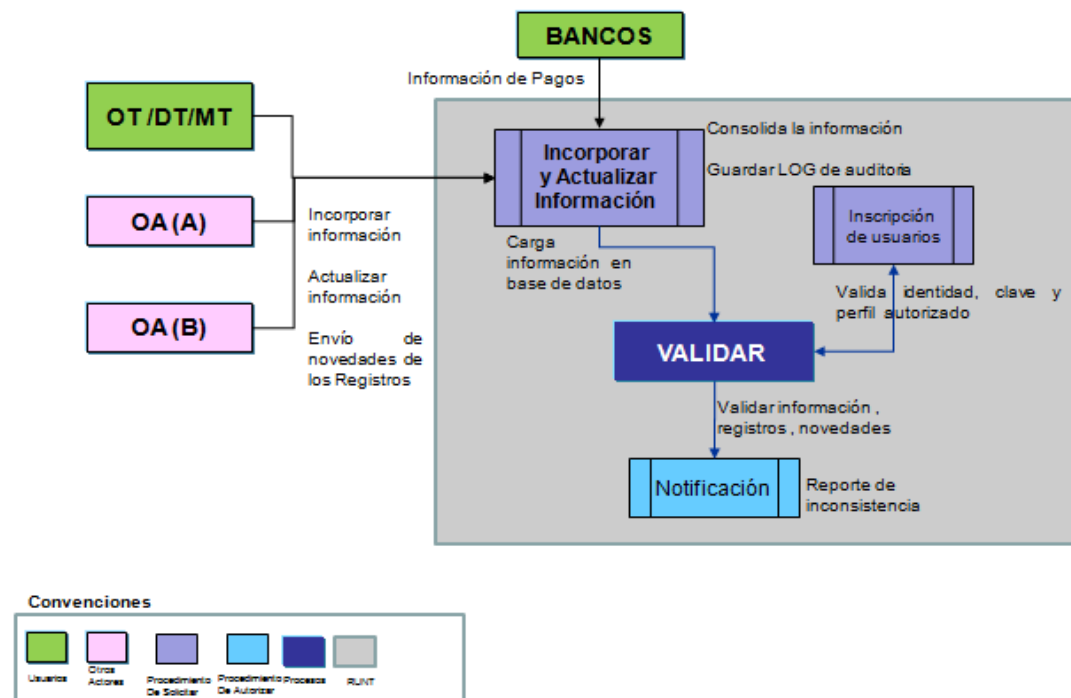 BANCOS
Información de Pagos
OT /DT/MT
OA (A)
OA (B)
Incorporar
información
Actualizar
información
Envío de
novedades de
los Registros
Incorporar
y Actualizar
Información
Consolida la información
Guardar LOG de auditoria
Carga
información en
base de datos
Inscripción
de usuarios
Valida identidad, clave y
perfil autorizado
VALIDAR
Validar información ,
registros , novedades
Notificación
Reporte de
inconsistencia
Convenciones
Usuarios
Otros
Actores
Procedimiento
De Solicitar
Procedimiento
De Autorizar
Procesos
RUNT